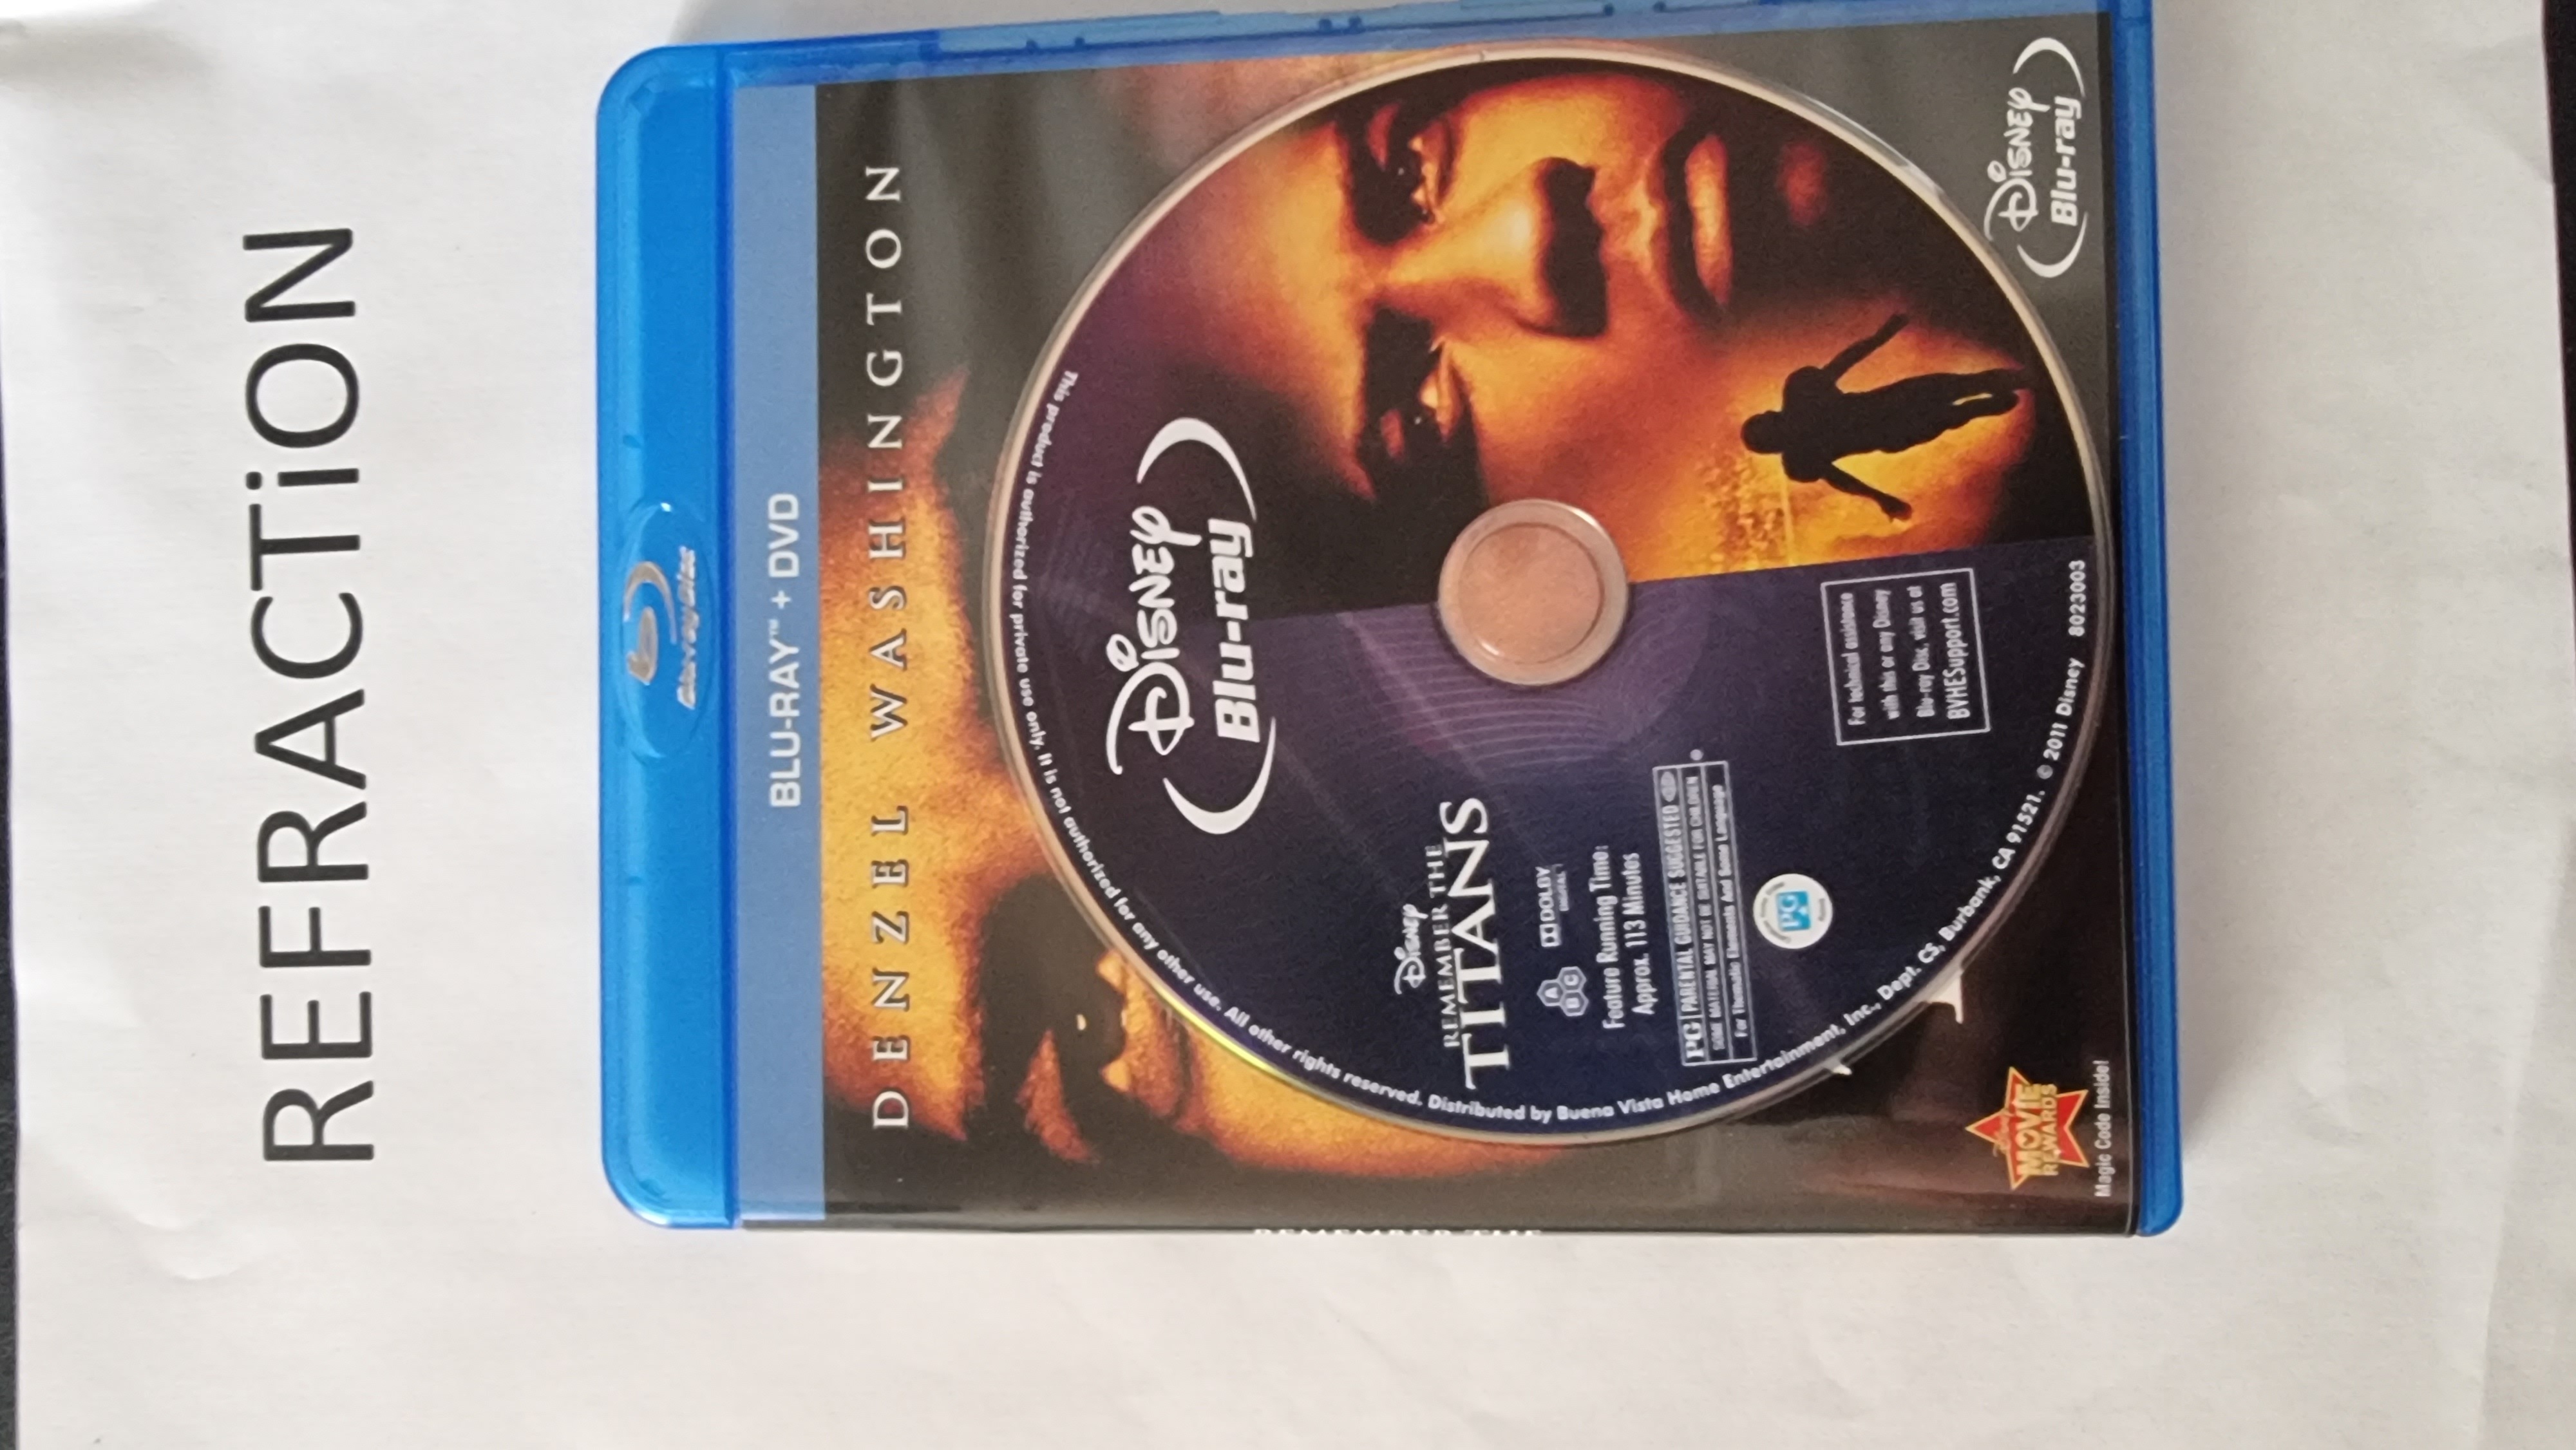 REFRACTiON
Blu-ray Disc
BLU-RAY™ + DVD
DENZEL WASHINGTON
This product is authorized for private use only. It is not authorized for any other use. All other rights reserved. Distributed by Buena Vista Home Entertainment, Inc., Dept. CS, Burbank, CA 91521. © 2011 Disney 8023003
DISNEY
Blu-ray
DISNEY
REMEMBER THE
TITANS
A B C
DOLBY
DIGITAL
Feature Running Time:
Approx. 113 Minutes
PG PARENTAL GUIDANCE SUGGESTED
SOME MATERIAL MAY NOT BE SUITABLE FOR CHILDREN
For Thematic Elements And Some Language
®
PG
For technical assistance
with this or any Disney
Blu-ray Disc, visit us at
BVHESupport.com
DISNEY
Blu-ray
Disney
MOVIE
REWARDS
Magic Code Inside!
REMEMBER THE